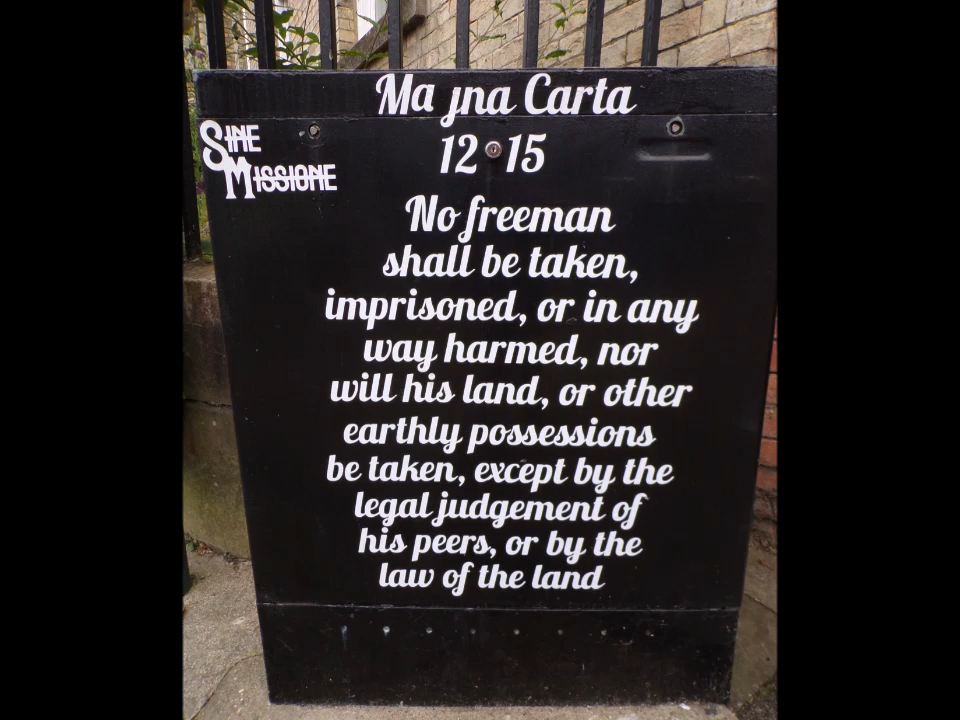 Magna Carta
12 15
SINE
MISSIONE
No freeman
shall be taken,
imprisoned, or in any
way harmed, nor
will his land, or other
earthly possessions
be taken, except by the
legal judgement of
his peers, or by the
law of the land